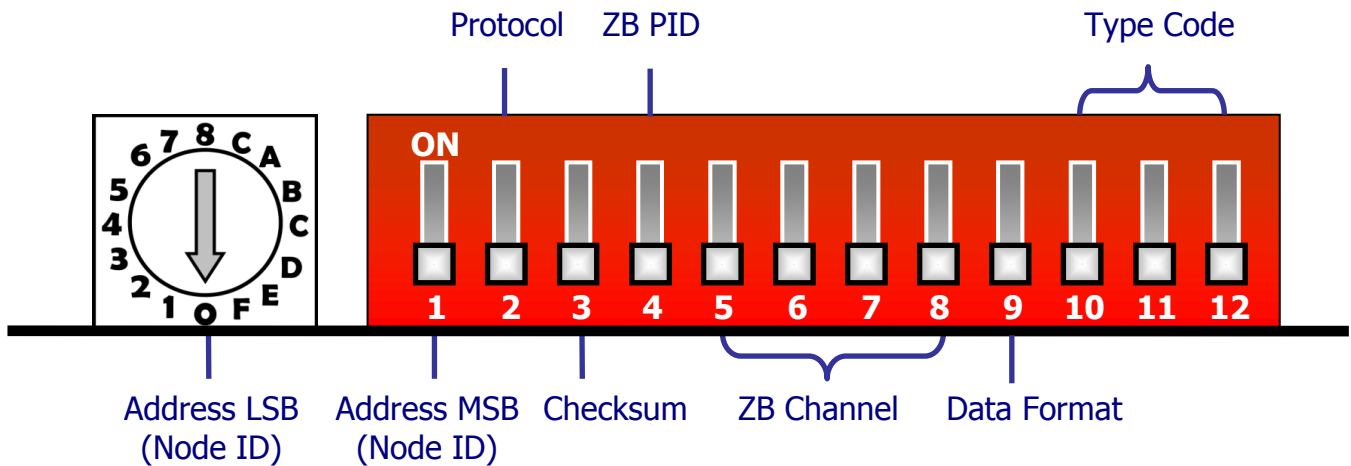 Protocol ZB PID Type Code
ON
8
7 C
6 A
5 B
4 C
3 D
2 E
1 F
0
1 2 3 4 5 6 7 8 9 10 11 12
Address LSB Address MSB Checksum ZB Channel Data Format
(Node ID) (Node ID)